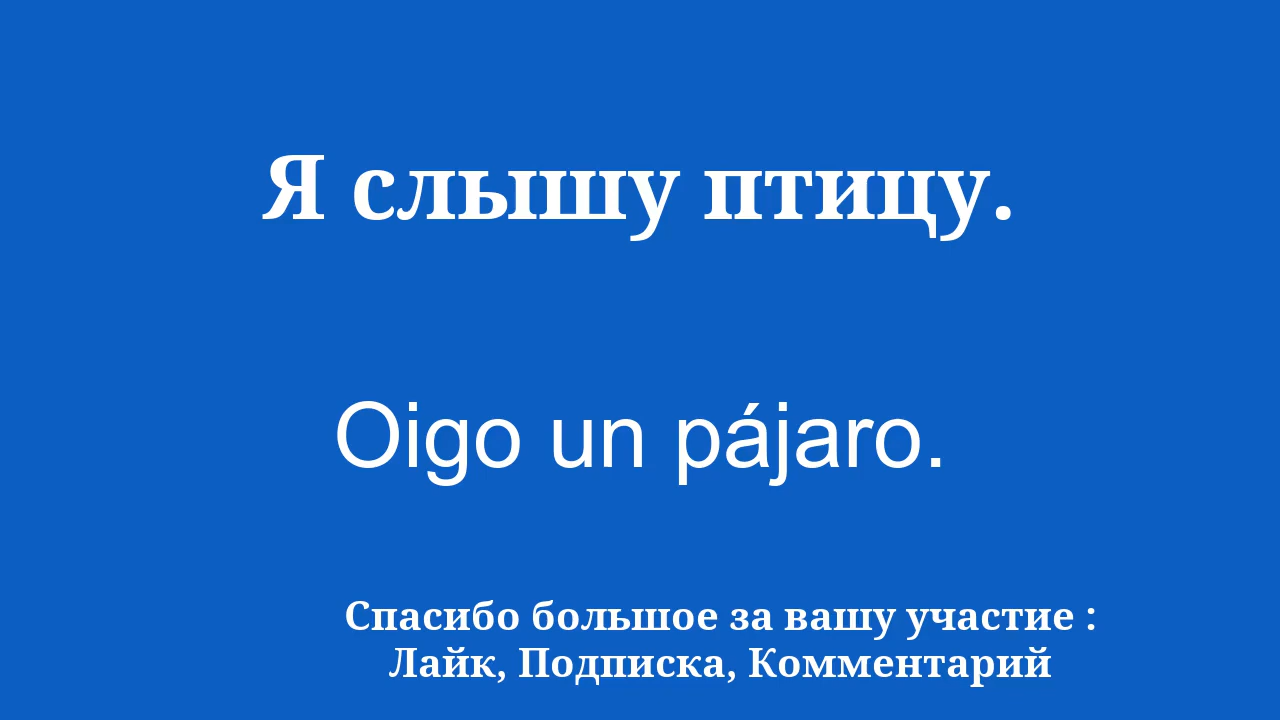 Я слышу птицу.
Oigo un pájaro.
Спасибо большое за вашу участие :
Лайк, Подписка, Комментарий